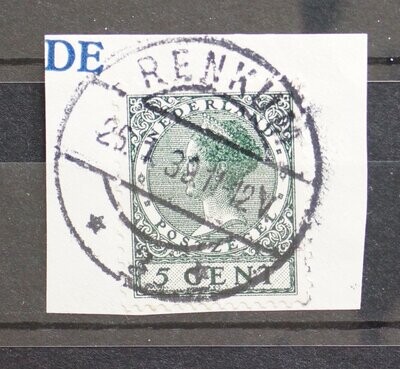 DE
RENKUM
NEDERLAND
POSTZEGEL
5 CENT